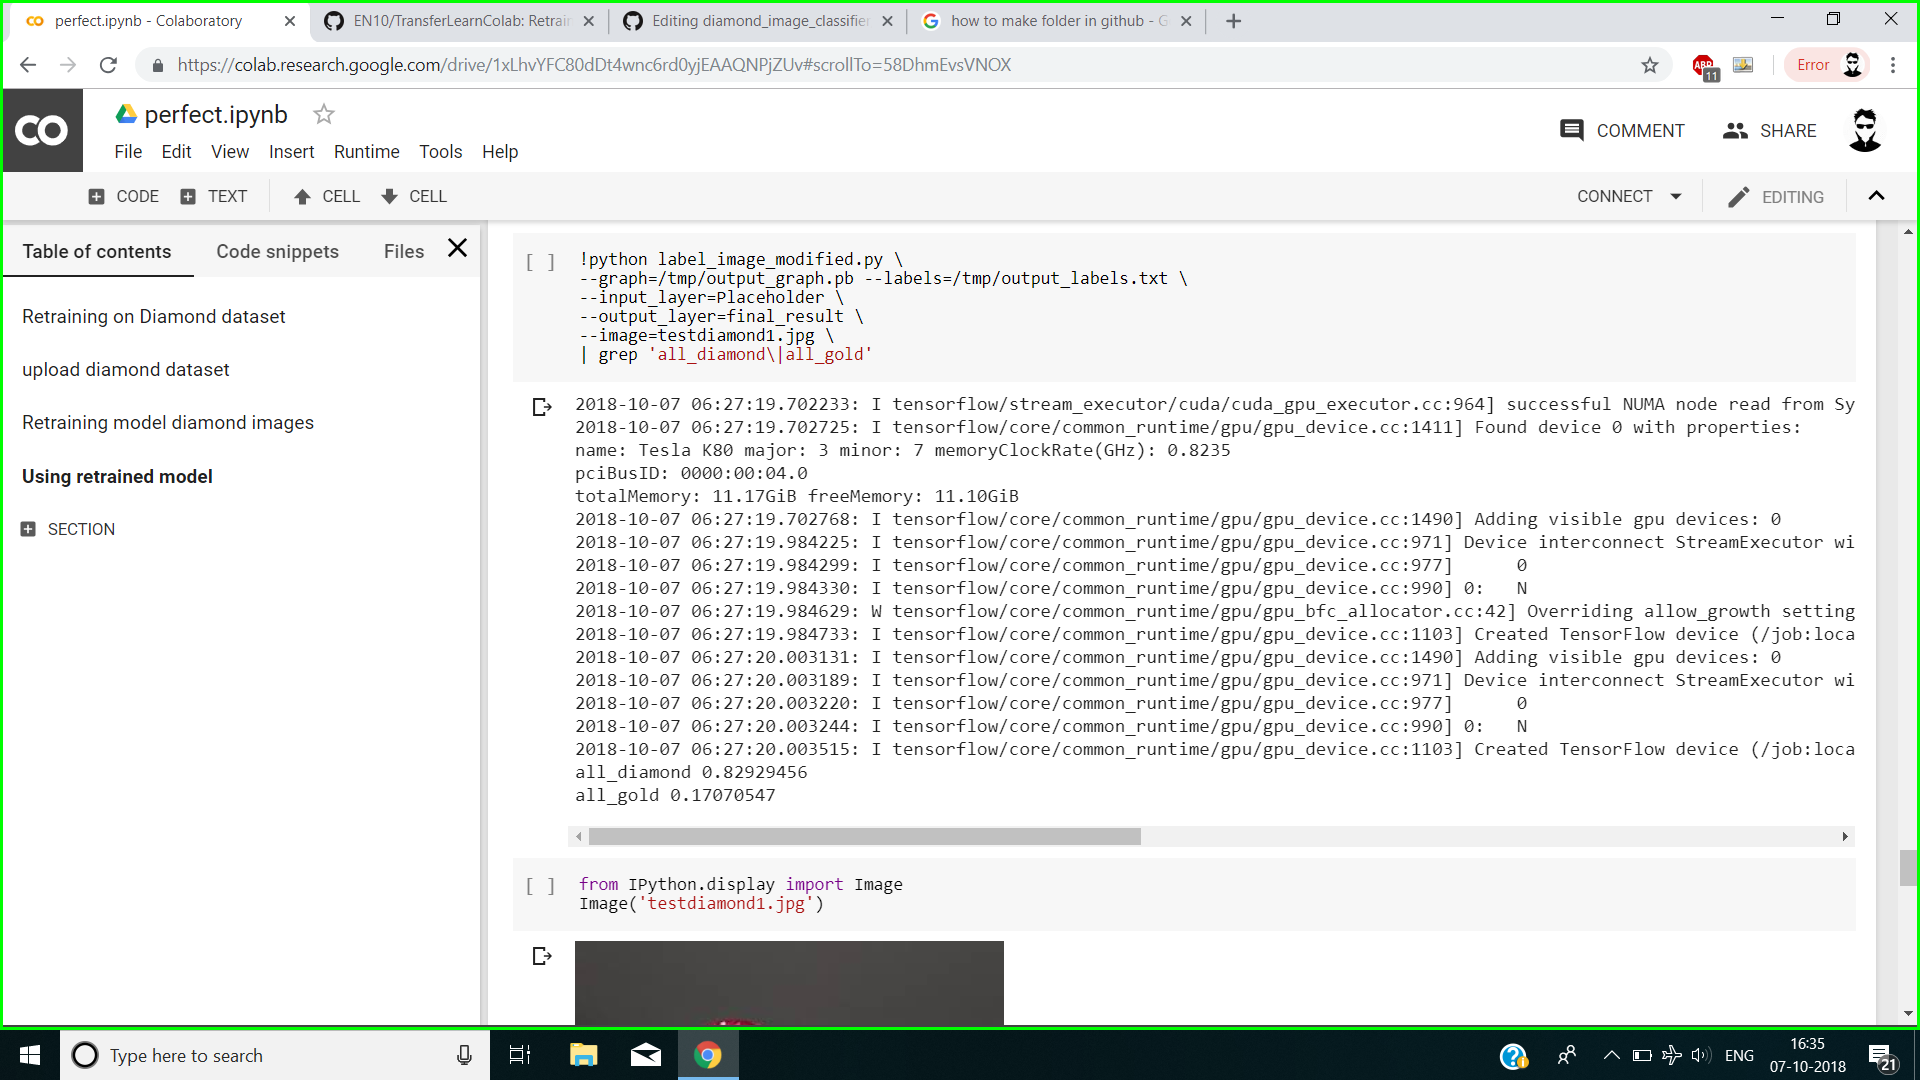 perfect.ipynb - Colaboratory
EN10/TransferLearnColab: Retrain
Editing diamond_image_classifier
how to make folder in github - G
https://colab.research.google.com/drive/1xLhvYFC80dDt4wnc6rd0yjEAAQNPjZUv#scrollTo=58DhmEvsVNOX
ABP
11
Error
CO
perfect.ipynb
COMMENT
SHARE
File Edit View Insert Runtime Tools Help
CODE TEXT CELL CELL
CONNECT
EDITING
Table of contents
Code snippets
Files
Retraining on Diamond dataset
upload diamond dataset
Retraining model diamond images
Using retrained model
SECTION
[ ] !python label_image_modified.py \
--graph=/tmp/output_graph.pb --labels=/tmp/output_labels.txt \
--input_layer=Placeholder \
--output_layer=final_result \
--image=testdiamond1.jpg \
| grep 'all_diamond\|all_gold'
2018-10-07 06:27:19.702233: I tensorflow/stream_executor/cuda/cuda_gpu_executor.cc:964] successful NUMA node read from Sy
2018-10-07 06:27:19.702725: I tensorflow/core/common_runtime/gpu/gpu_device.cc:1411] Found device 0 with properties:
name: Tesla K80 major: 3 minor: 7 memoryClockRate(GHz): 0.8235
pciBusID: 0000:00:04.0
totalMemory: 11.17GiB freeMemory: 11.10GiB
2018-10-07 06:27:19.702768: I tensorflow/core/common_runtime/gpu/gpu_device.cc:1490] Adding visible gpu devices: 0
2018-10-07 06:27:19.984225: I tensorflow/core/common_runtime/gpu/gpu_device.cc:971] Device interconnect StreamExecutor wi
2018-10-07 06:27:19.984299: I tensorflow/core/common_runtime/gpu/gpu_device.cc:977] 0
2018-10-07 06:27:19.984330: I tensorflow/core/common_runtime/gpu/gpu_device.cc:990] 0: N
2018-10-07 06:27:19.984629: W tensorflow/core/common_runtime/gpu/gpu_bfc_allocator.cc:42] Overriding allow_growth setting
2018-10-07 06:27:19.984733: I tensorflow/core/common_runtime/gpu/gpu_device.cc:1103] Created TensorFlow device (/job:loca
2018-10-07 06:27:20.003131: I tensorflow/core/common_runtime/gpu/gpu_device.cc:1490] Adding visible gpu devices: 0
2018-10-07 06:27:20.003189: I tensorflow/core/common_runtime/gpu/gpu_device.cc:971] Device interconnect StreamExecutor wi
2018-10-07 06:27:20.003220: I tensorflow/core/common_runtime/gpu/gpu_device.cc:977] 0
2018-10-07 06:27:20.003244: I tensorflow/core/common_runtime/gpu/gpu_device.cc:990] 0: N
2018-10-07 06:27:20.003515: I tensorflow/core/common_runtime/gpu/gpu_device.cc:1103] Created TensorFlow device (/job:loca
all_diamond 0.82929456
all_gold 0.17070547
[ ] from IPython.display import Image
Image('testdiamond1.jpg')
Type here to search
ENG
16:35
07-10-2018
21